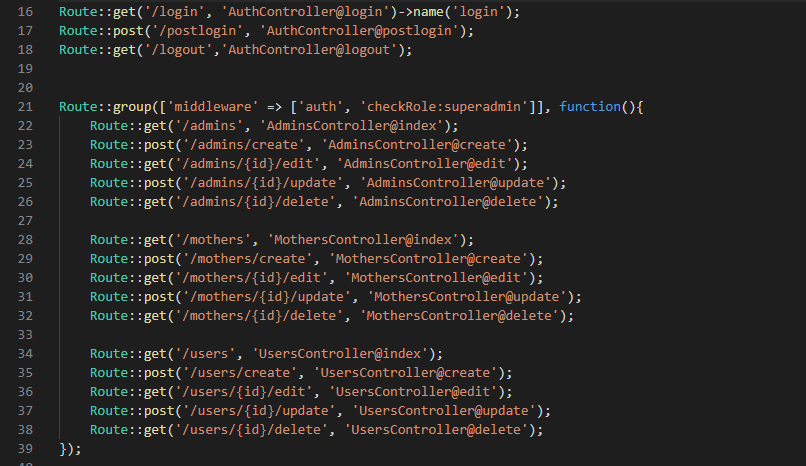 16 Route::get('/login', 'AuthController@login')->name('login');
17 Route::post('/postlogin', 'AuthController@postlogin');
18 Route::get('/logout','AuthController@logout');
19
20
21 Route::group(['middleware' => ['auth', 'checkRole:superadmin']], function(){
22     Route::get('/admins', 'AdminsController@index');
23     Route::post('/admins/create', 'AdminsController@create');
24     Route::get('/admins/{id}/edit', 'AdminsController@edit');
25     Route::post('/admins/{id}/update', 'AdminsController@update');
26     Route::get('/admins/{id}/delete', 'AdminsController@delete');
27
28     Route::get('/mothers', 'MothersController@index');
29     Route::post('/mothers/create', 'MothersController@create');
30     Route::get('/mothers/{id}/edit', 'MothersController@edit');
31     Route::post('/mothers/{id}/update', 'MothersController@update');
32     Route::get('/mothers/{id}/delete', 'MothersController@delete');
33
34     Route::get('/users', 'UsersController@index');
35     Route::post('/users/create', 'UsersController@create');
36     Route::get('/users/{id}/edit', 'UsersController@edit');
37     Route::post('/users/{id}/update', 'UsersController@update');
38     Route::get('/users/{id}/delete', 'UsersController@delete');
39 });